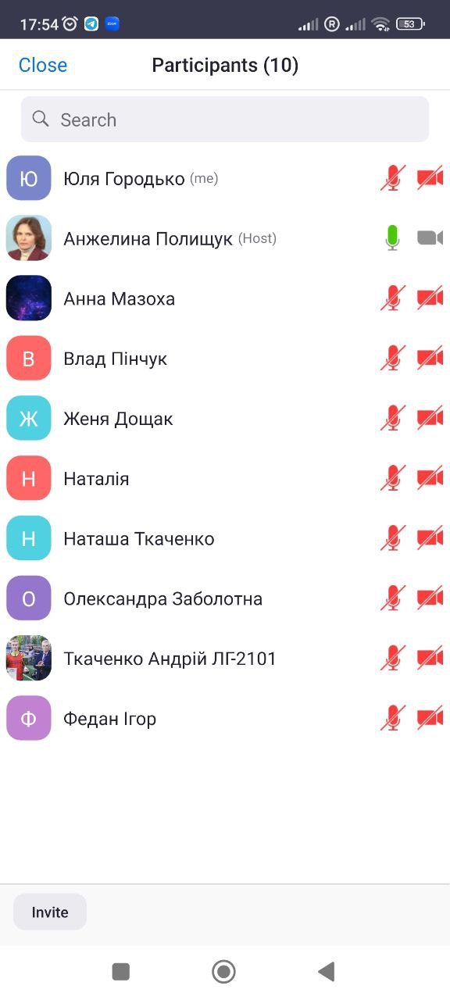 17:54 zoom R 53
Close Participants (10)
Search
Ю Юля Городько (me)
Анжелина Полищук (Host)
Анна Мазоха
В Влад Пінчук
Ж Женя Дощак
Н Наталія
Н Наташа Ткаченко
О Олександра Заболотна
Ткаченко Андрій ЛГ-2101
Ф Федан Ігор
Invite